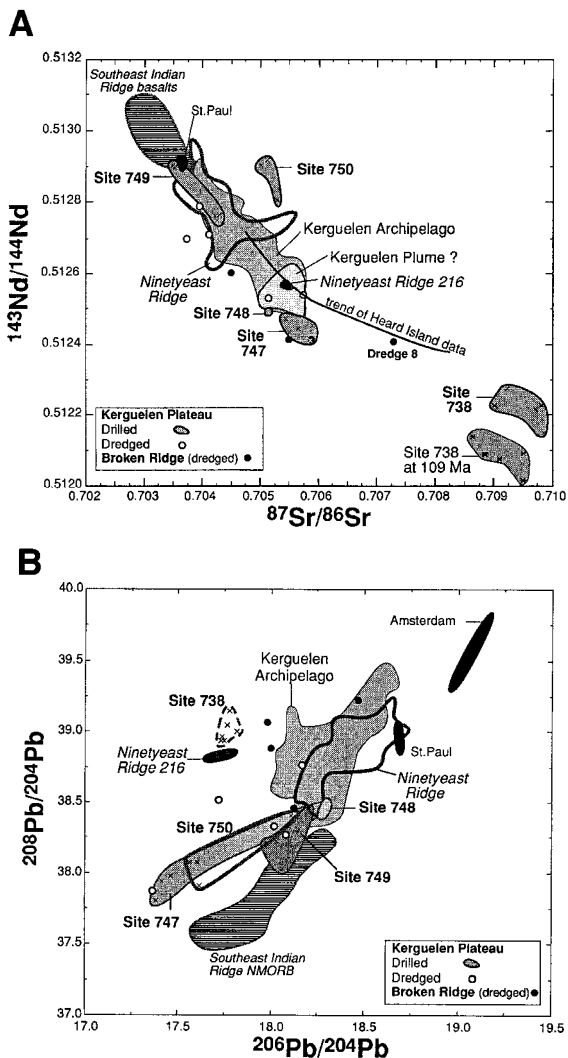 A
0.5132
Southeast Indian
Ridge basalts
St.Paul
0.5130
Site 749
Site 750
0.5128
Kerguelen Archipelago
Kerguelen Plume ?
0.5126
Ninetyeast
Ridge
Ninetyeast Ridge 216
Site 748
trend of Heard Island data
Site
747
0.5124
Dredge 8
Site
738
0.5122
Kerguelen Plateau
Drilled
Dredged
Broken Ridge (dredged)
Site 738
at 109 Ma
0.5120
0.702 0.703 0.704 0.705 0.706 0.707 0.708 0.709 0.710
143Nd/144Nd
87Sr/86Sr
B
40.0
Amsterdam
39.5
Kerguelen
Archipelago
Site 738
39.0
Ninetyeast
Ridge 216
St.Paul
Ninetyeast
Ridge
38.5
Site 750
Site 748
38.0
Site 749
Site 747
37.5
Southeast Indian
Ridge NMORB
Kerguelen Plateau
Drilled
Dredged
Broken Ridge (dredged)
37.0
17.0 17.5 18.0 18.5 19.0 19.5
208Pb/204Pb
206Pb/204Pb